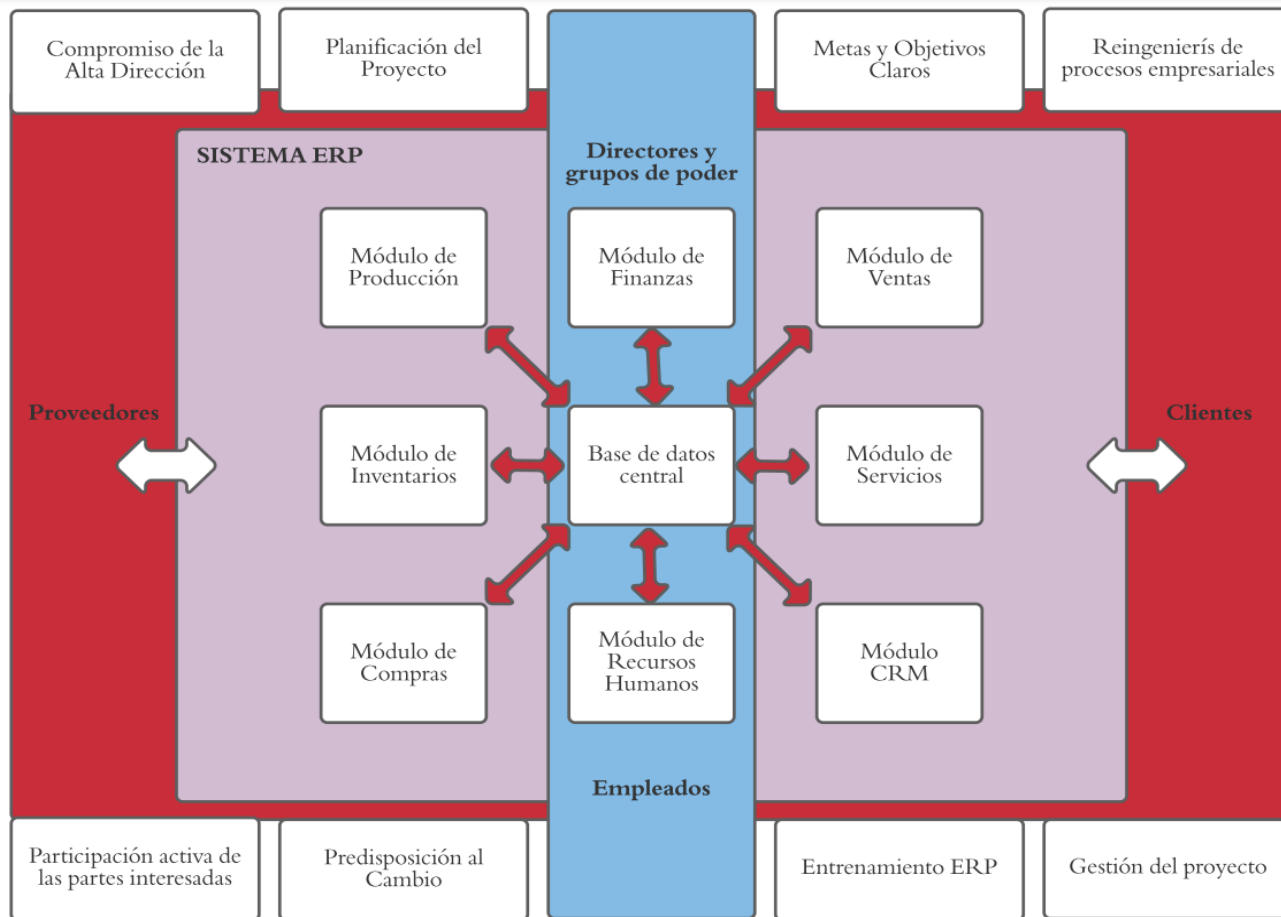 Compromiso de la
Alta Dirección
Planificación del
Proyecto
Metas y Objetivos
Claros
Reingenierís de
procesos empresariales
SISTEMA ERP
Directores y
grupos de poder
Módulo de
Producción
Módulo de
Finanzas
Módulo de
Ventas
Proveedores
Módulo de
Inventarios
Base de datos
central
Módulo de
Servicios
Clientes
Módulo de
Compras
Módulo de
Recursos
Humanos
Módulo
CRM
Empleados
Participación activa de
las partes interesadas
Predisposición al
Cambio
Entrenamiento ERP
Gestión del proyecto